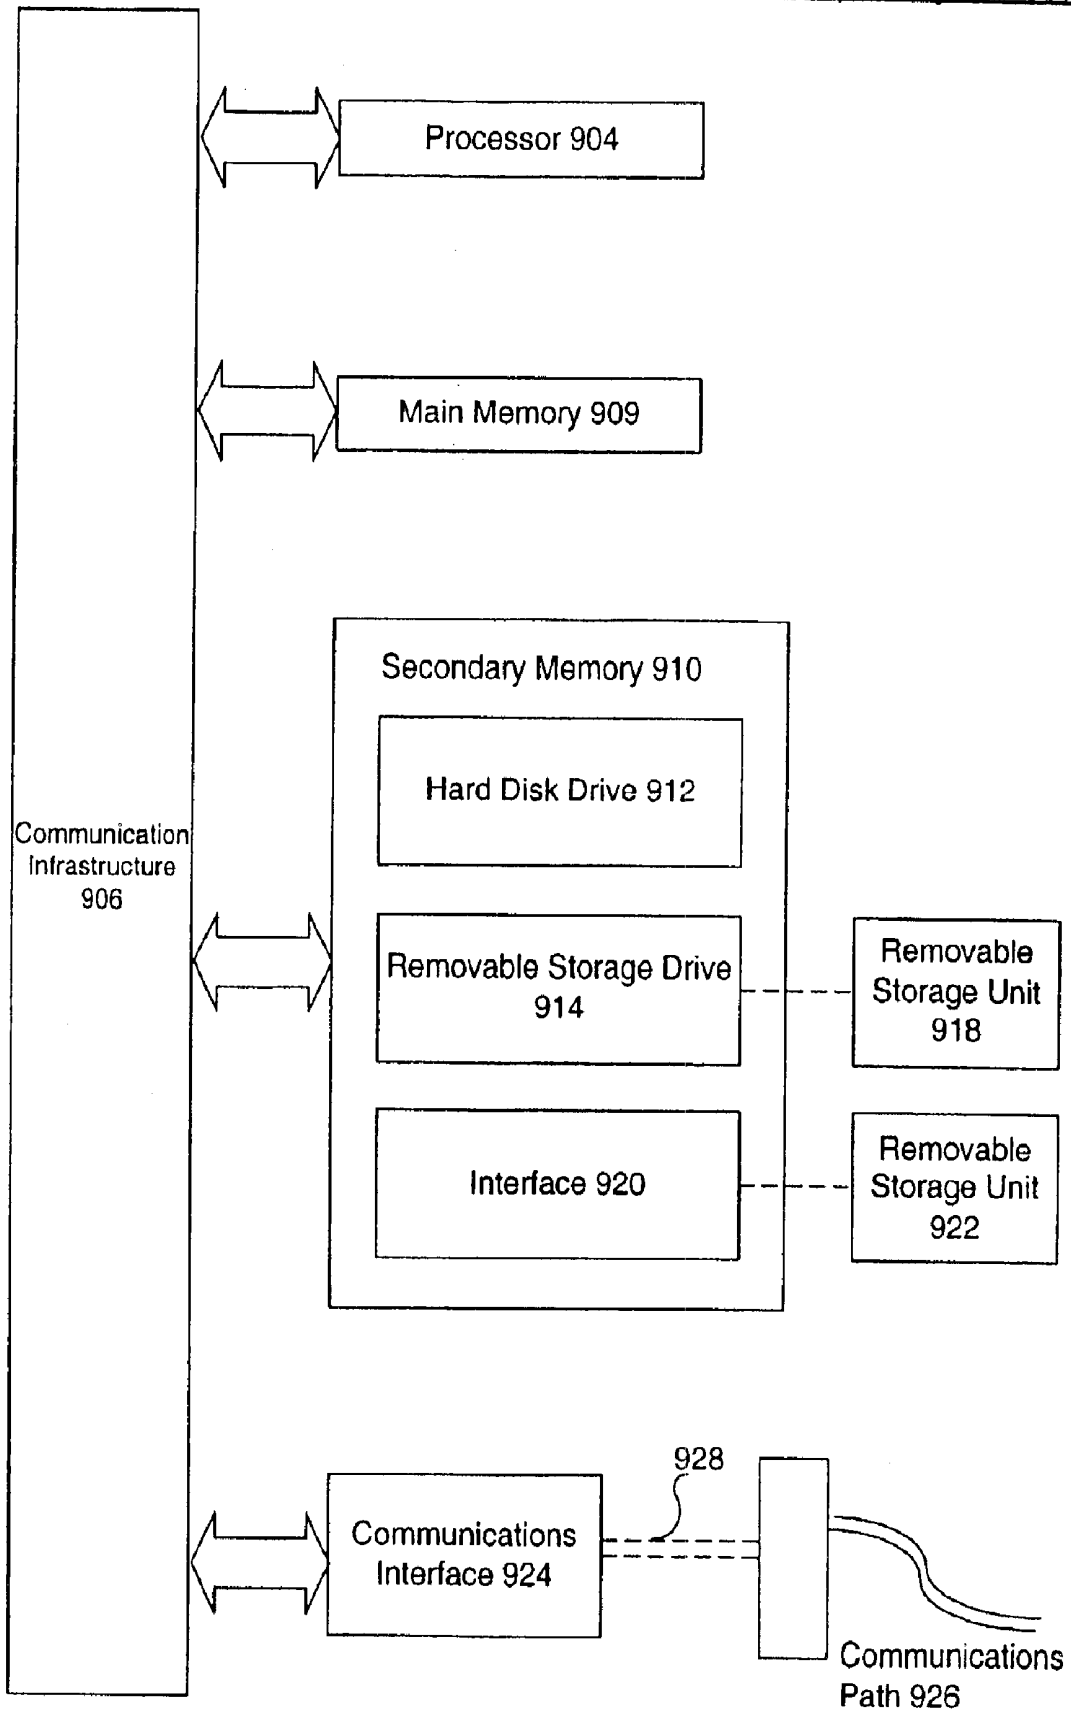 Processor 904
Main Memory 909
Secondary Memory 910
Hard Disk Drive 912
Communication
Infrastructure
906
Removable Storage Drive
914
Removable
Storage Unit
918
Interface 920
Removable
Storage Unit
922
928
Communications
Interface 924
Communications
Path 926